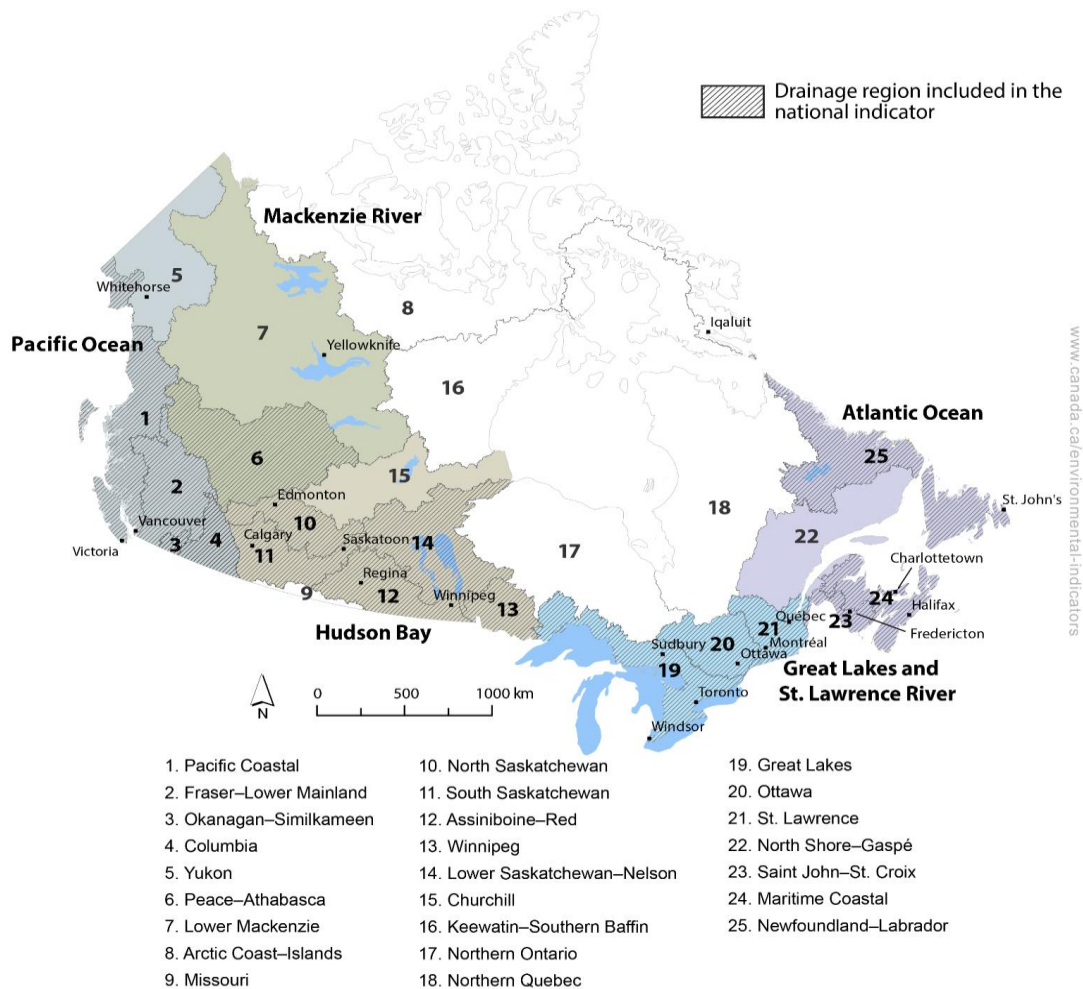 Drainage region included in the
national indicator
Mackenzie River
5
Whitehorse
8
Iqaluit
7
Pacific Ocean
Yellowknife
16
Atlantic Ocean
1
25
6
15
2
Edmonton
18
St. John's
10
Vancouver
Calgary
Saskatoon
14
22
Victoria
3
4
11
17
Charlottetown
Regina
9
12
Winnipeg
13
24
Halifax
Québec
23
21
Fredericton
Hudson Bay
Sudbury
20
Montréal
Ottawa
19
Great Lakes and
St. Lawrence River
Toronto
Windsor
N
0 500 1000 km
www.canada.ca/environmental-indicators
1. Pacific Coastal
2. Fraser–Lower Mainland
3. Okanagan–Similkameen
4. Columbia
5. Yukon
6. Peace–Athabasca
7. Lower Mackenzie
8. Arctic Coast–Islands
9. Missouri
10. North Saskatchewan
11. South Saskatchewan
12. Assiniboine–Red
13. Winnipeg
14. Lower Saskatchewan–Nelson
15. Churchill
16. Keewatin–Southern Baffin
17. Northern Ontario
18. Northern Quebec
19. Great Lakes
20. Ottawa
21. St. Lawrence
22. North Shore–Gaspé
23. Saint John–St. Croix
24. Maritime Coastal
25. Newfoundland–Labrador